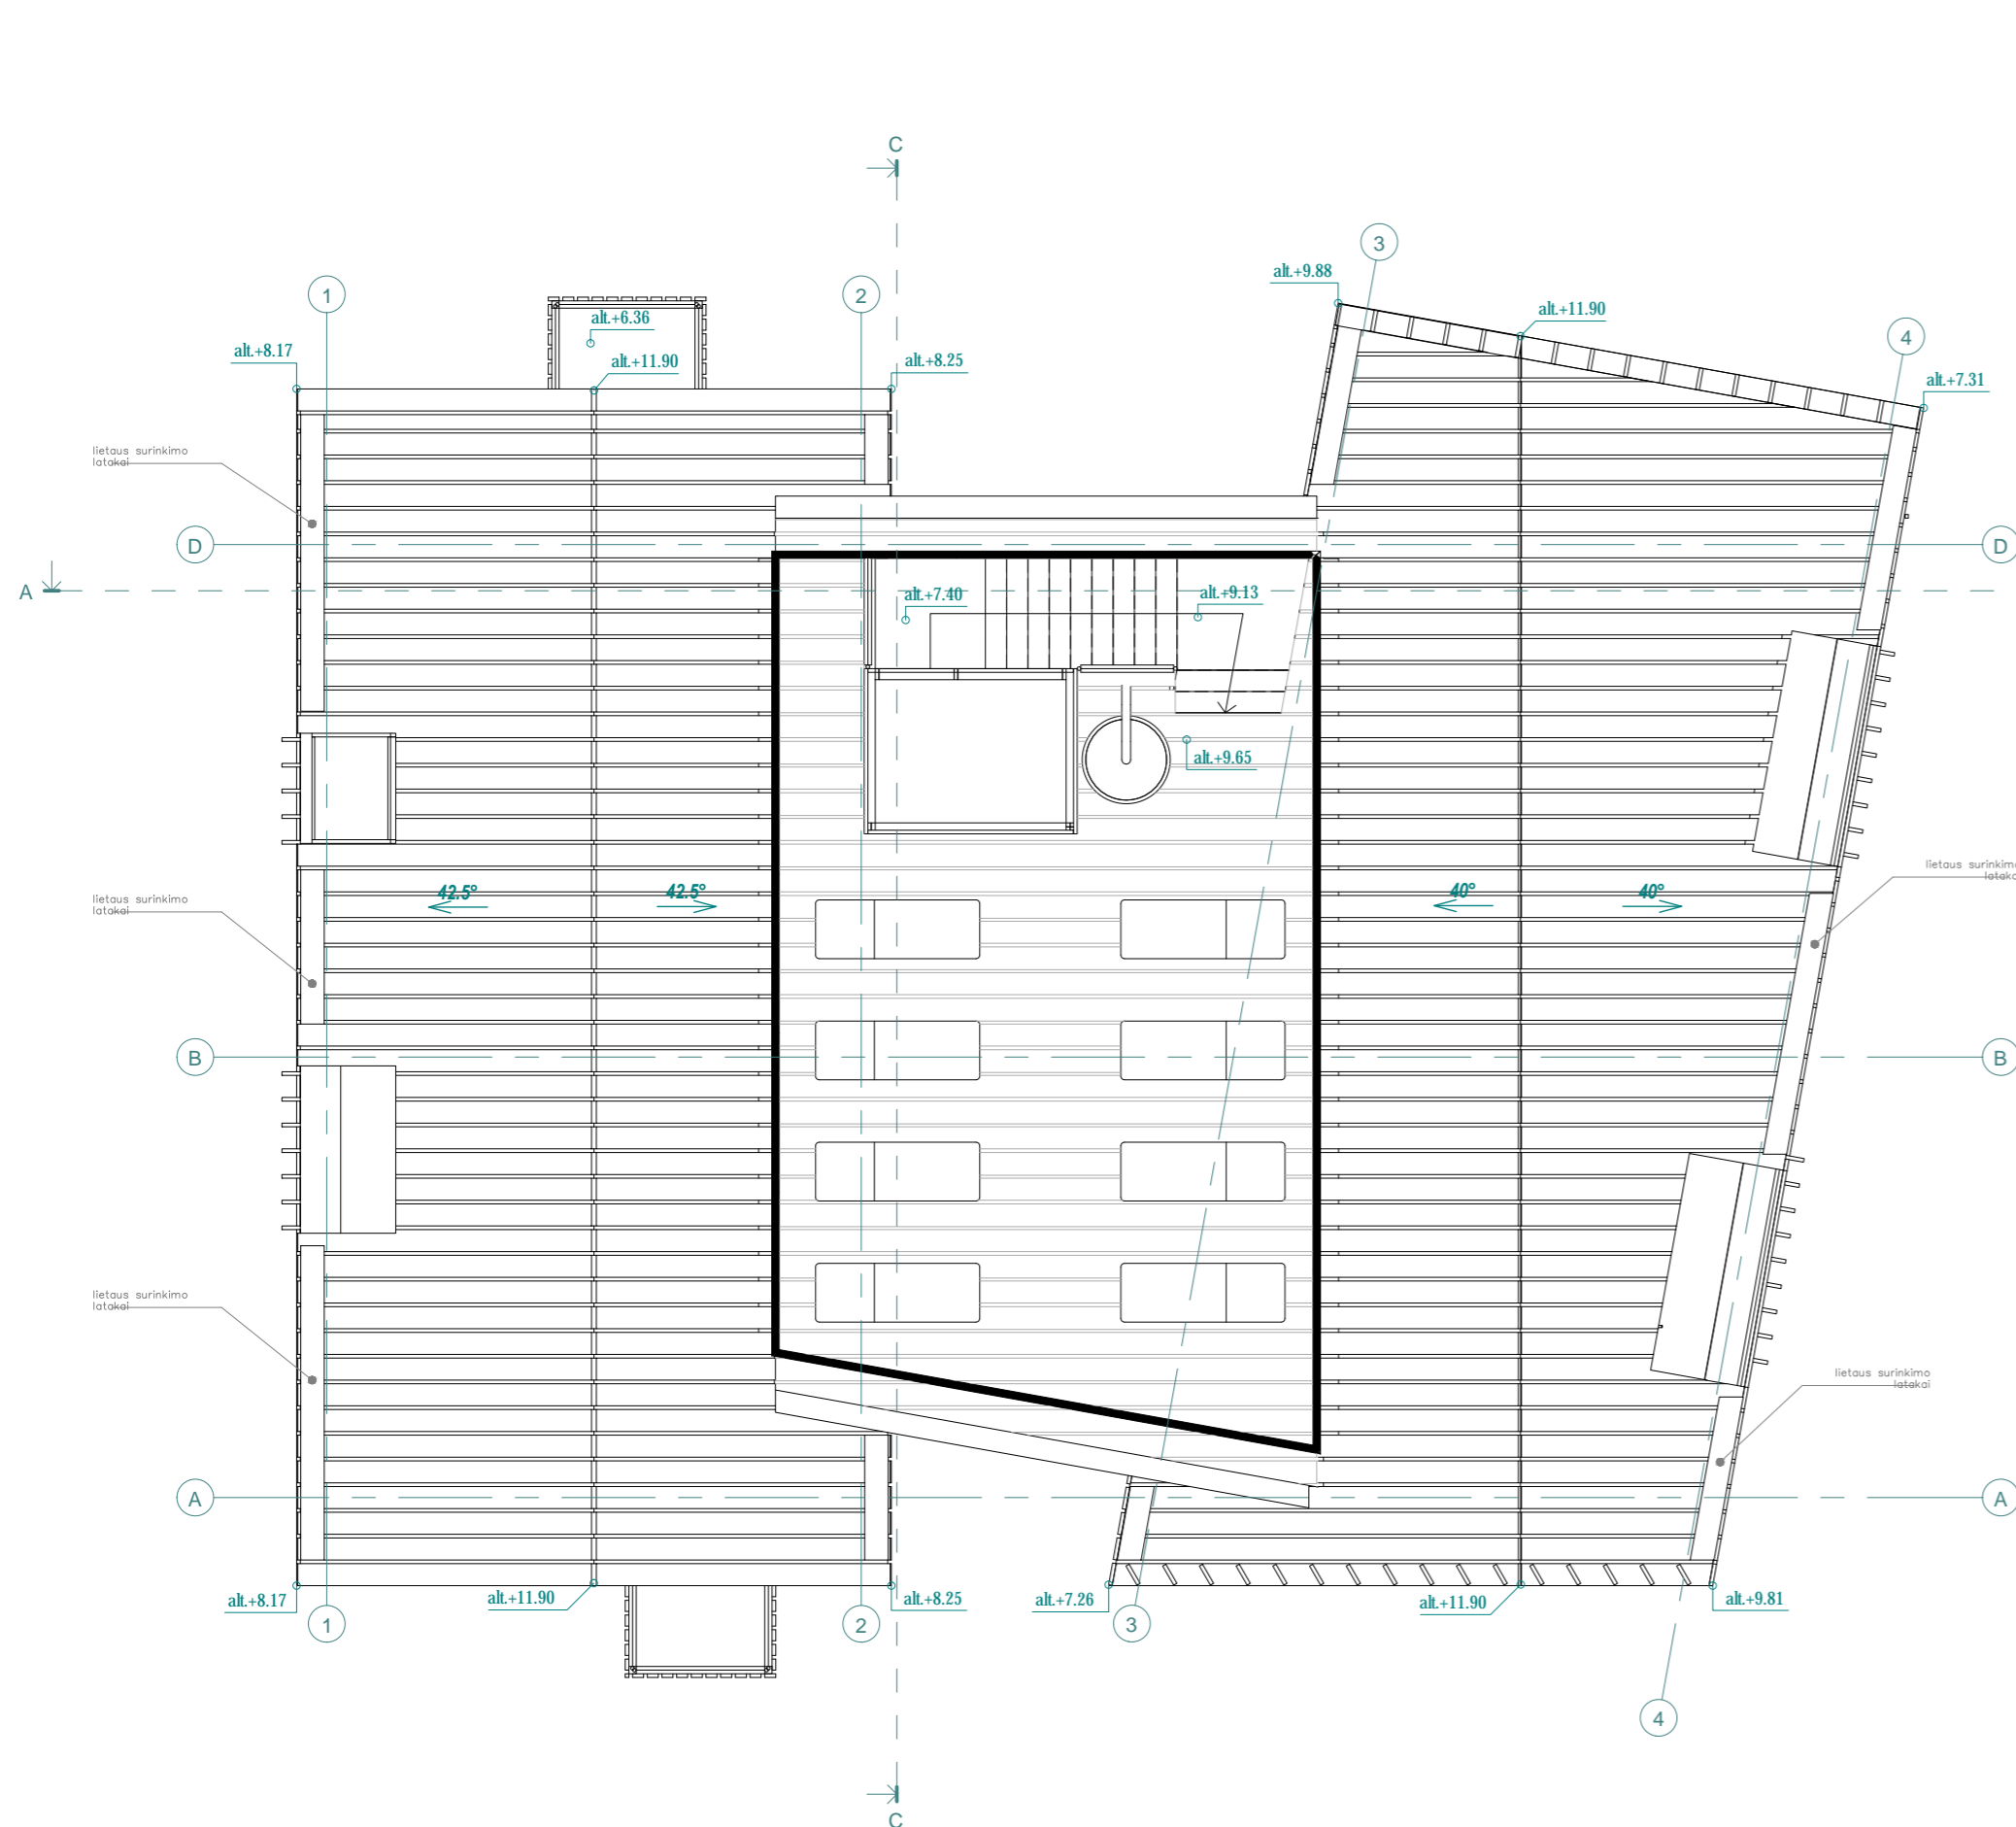 C
3
alt.+9.88
1
2
alt.+11.90
alt.+6.36
4
alt.+8.17
alt.+11.90
alt.+8.25
alt.+7.31
lietaus surinkimo
latakai
D
D
A
alt.+7.40
alt.+9.13
alt.+9.65
lietaus surinkimo
lataka
42.5°
42.5°
40°
40°
lietaus surinkimo
latakai
B
B
lietaus surinkimo
latakai
lietaus surinkimo
latakai
A
A
alt.+8.17
alt.+11.90
alt.+8.25
alt.+7.26
alt.+11.90
alt.+9.81
1
2
3
4
C